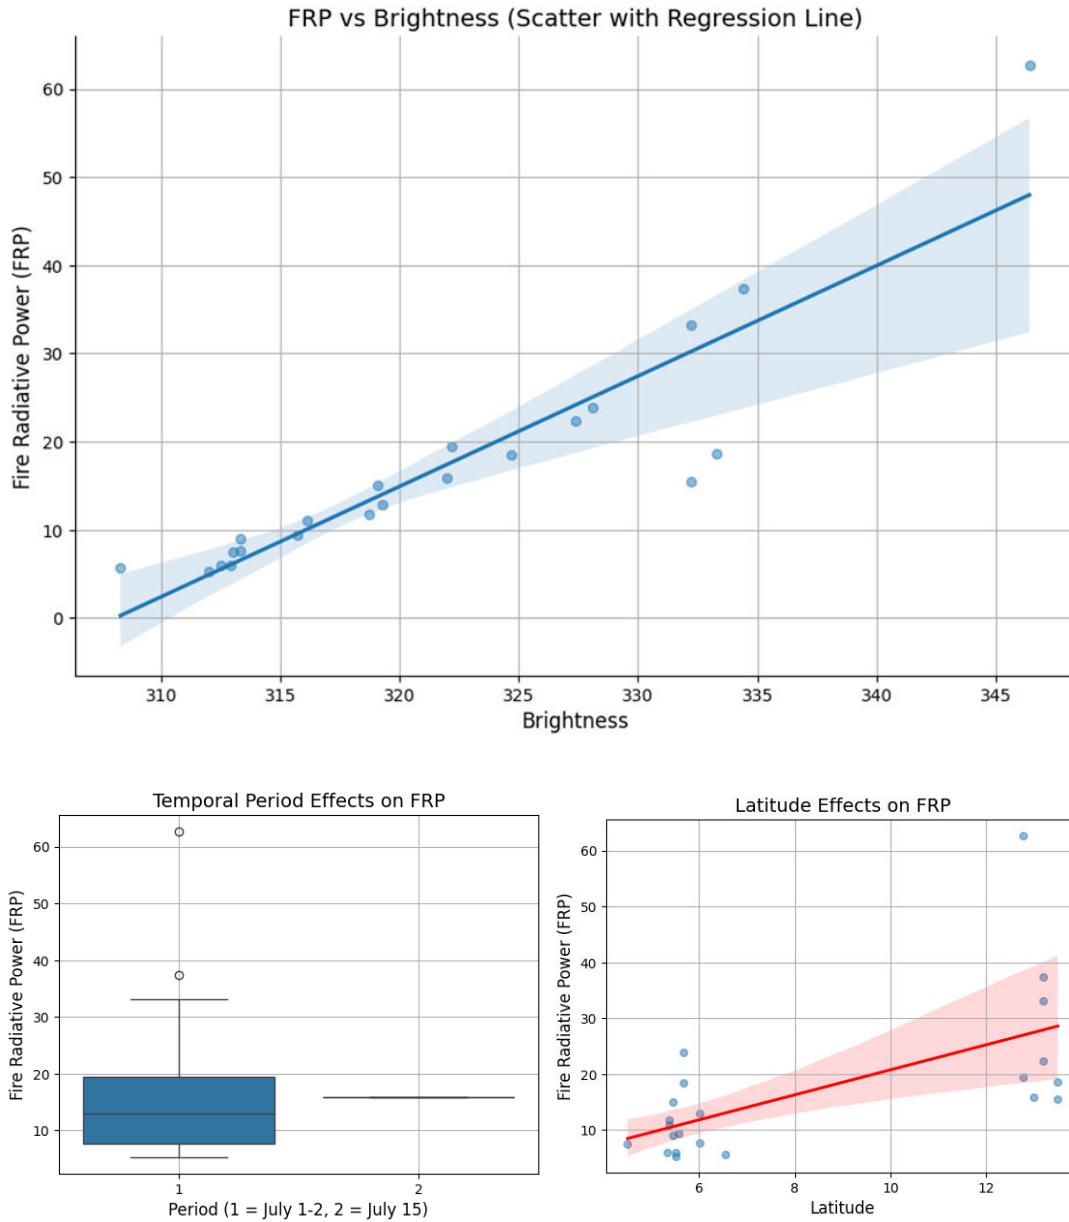 FRP vs Brightness (Scatter with Regression Line)
Fire Radiative Power (FRP)
60
50
40
30
20
10
0
310 315 320 325 330 335 340 345
Brightness
Temporal Period Effects on FRP
Fire Radiative Power (FRP)
60
50
40
30
20
10
1 2
Period (1 = July 1-2, 2 = July 15)
Latitude Effects on FRP
Fire Radiative Power (FRP)
60
50
40
30
20
10
6 8 10 12
Latitude